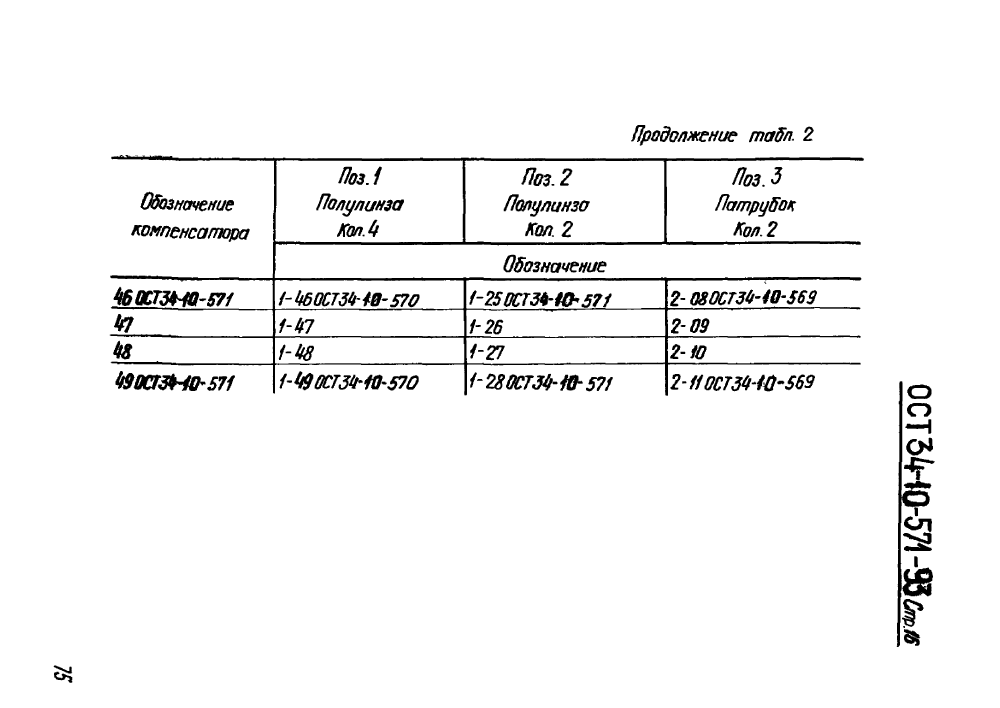 Продолжение табл. 2
Обозначение компенсатора
Поз. 1
Полулинза
Кол. 4
Поз. 2
Полулинза
Кол. 2
Поз. 3
Патрубок
Кол. 2
Обозначение
46 ОСТ34-10-571 1-46 ОСТ34-10-570 1-25 ОСТ34-10-571 2-08 ОСТ34-10-569
47 1-47 1-26 2-09
48 1-48 1-27 2-10
49 ОСТ34-10-571 1-49 ОСТ34-10-570 1-28 ОСТ34-10-571 2-11 ОСТ34-10-569
ОСТ34-10-571-93 Стр.16
75